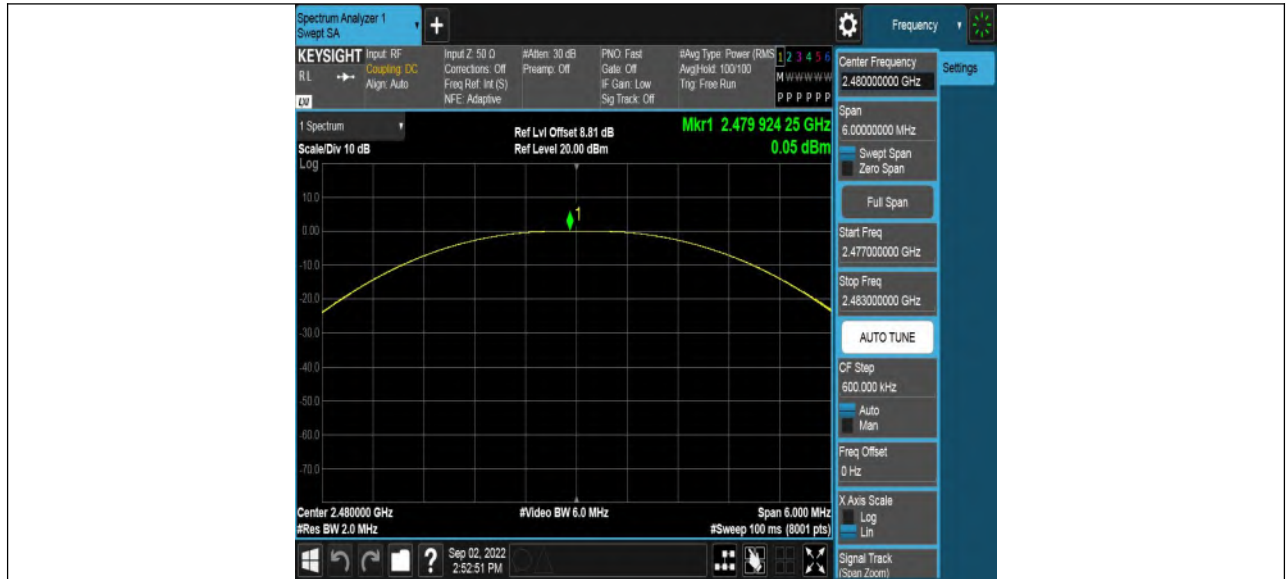 Spectrum Analyzer 1
Swept SA
+
Frequency
KEYSIGHT
RL
LXI
Input: RF
Coupling: DC
Align: Auto
Input Z: 50 Ω
Corrections: Off
Freq Ref: Int (S)
NFE: Adaptive
#Atten: 30 dB
Preamp: Off
PNO: Fast
Gate: Off
IF Gain: Low
Sig Track: Off
#Avg Type: Power (RMS
Avg|Hold: 100/100
Trig: Free Run
1 2 3 4 5 6
M W W W W W
P P P P P P
1 Spectrum
Scale/Div 10 dB
Log
Ref Lvl Offset 8.81 dB
Ref Level 20.00 dBm
Mkr1 2.479 924 25 GHz
0.05 dBm
1
10.0
0.00
-10.0
-20.0
-30.0
-40.0
-50.0
-60.0
-70.0
Center 2.480000 GHz
#Res BW 2.0 MHz
#Video BW 6.0 MHz
Span 6.000 MHz
#Sweep 100 ms (8001 pts)
?
Sep 02, 2022
2:52:51 PM
Center Frequency
2.480000000 GHz
Settings
Span
6.00000000 MHz
Swept Span
Zero Span
Full Span
Start Freq
2.477000000 GHz
Stop Freq
2.483000000 GHz
AUTO TUNE
CF Step
600.000 kHz
Auto
Man
Freq Offset
0 Hz
X Axis Scale
Log
Lin
Signal Track
(Span Zoom)